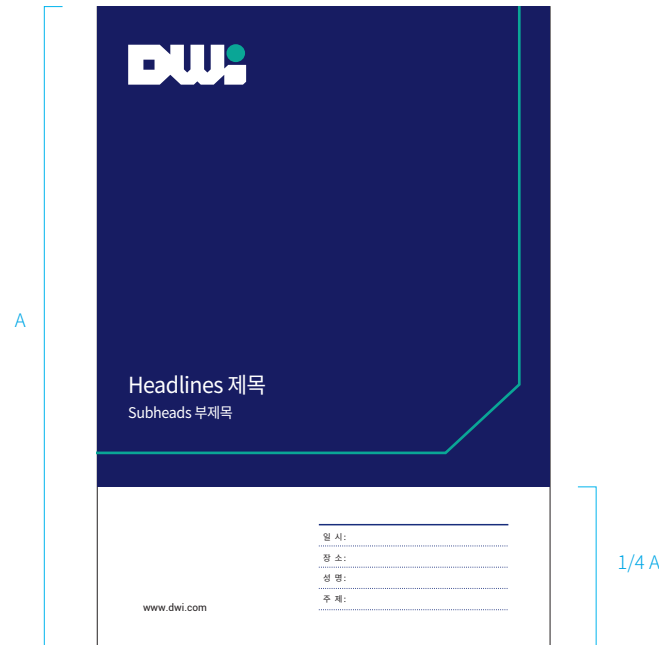 DWi
A
Headlines 제목
Subheads 부제목
일 시:
장 소:
성 명:
주 제:
1/4 A
www.dwi.com